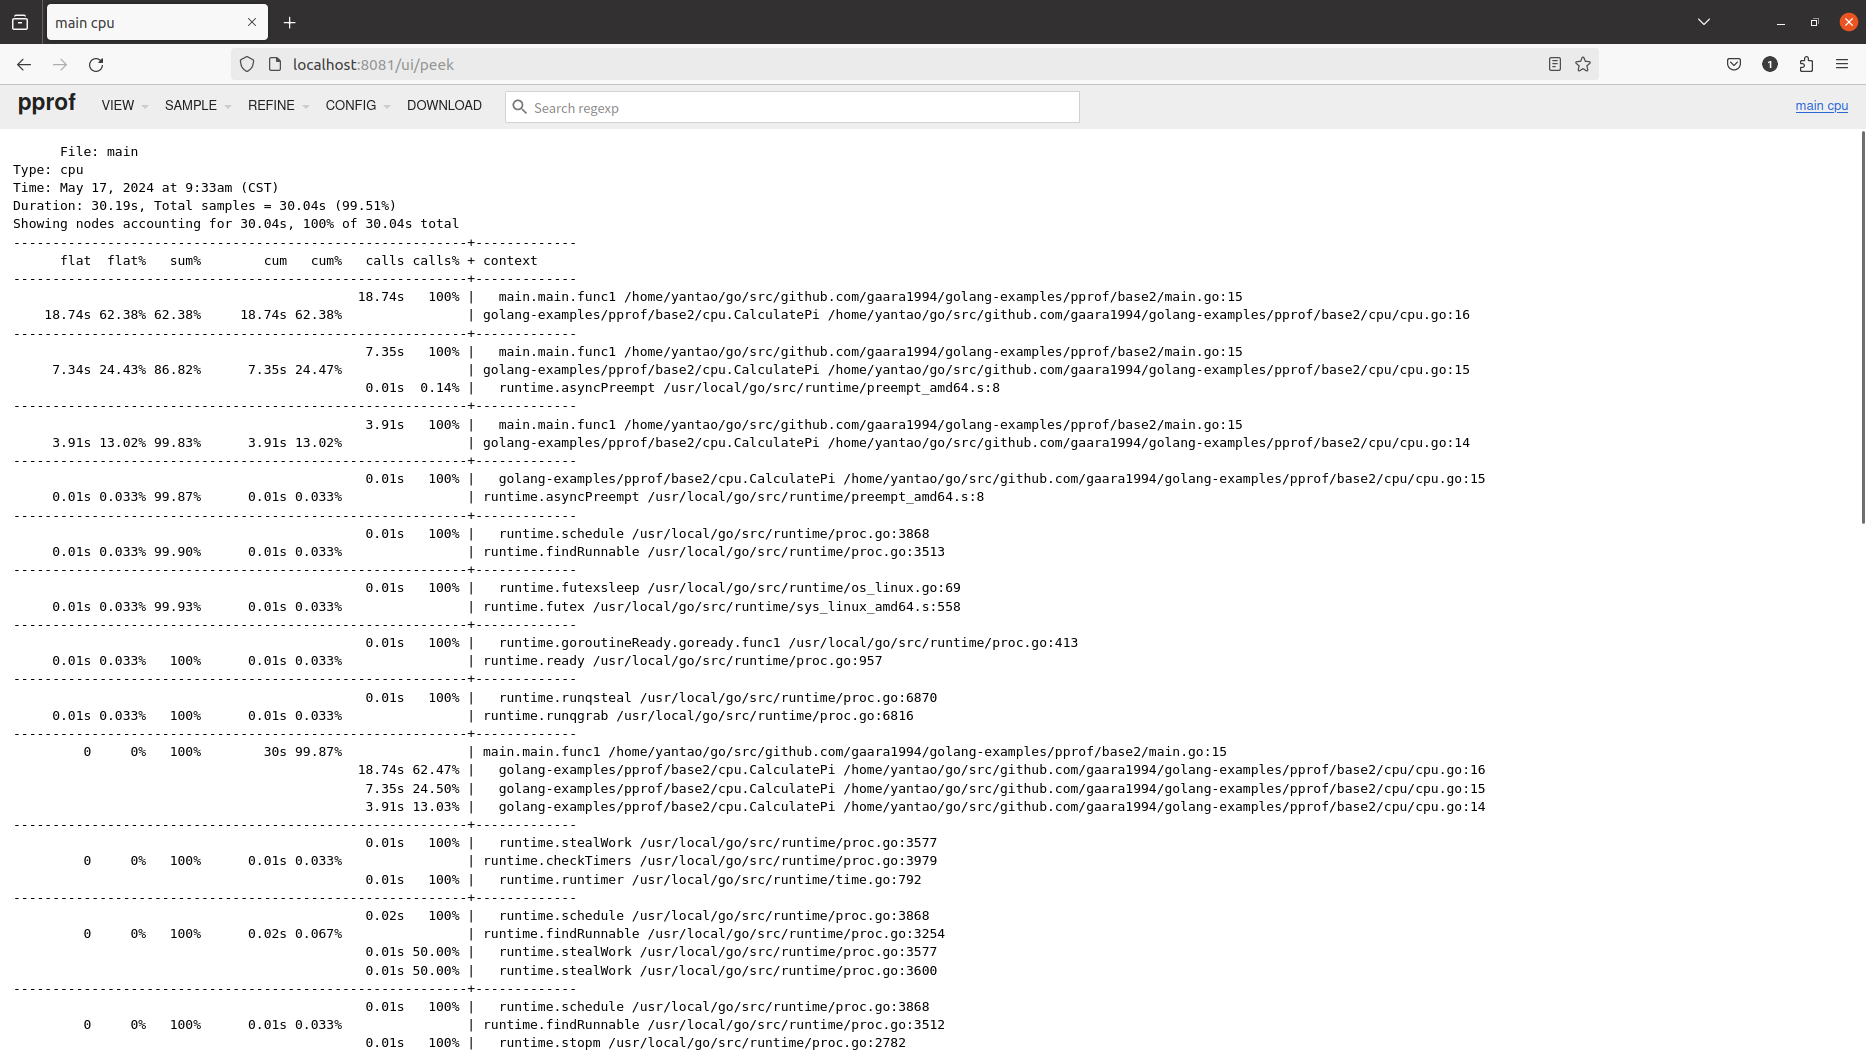 main cpu
localhost:8081/ui/peek
1
pprof VIEW SAMPLE REFINE CONFIG DOWNLOAD Search regexp main cpu
File: main
Type: cpu
Time: May 17, 2024 at 9:33am (CST)
Duration: 30.19s, Total samples = 30.04s (99.51%)
Showing nodes accounting for 30.04s, 100% of 30.04s total
----------------------------------------------------------+-------------
      flat  flat%   sum%        cum   cum%   calls calls% + context
----------------------------------------------------------+-------------
                                            18.74s   100% |   main.main.func1 /home/yantao/go/src/github.com/gaara1994/golang-examples/pprof/base2/main.go:15
    18.74s 62.38% 62.38%     18.74s 62.38%                | golang-examples/pprof/base2/cpu.CalculatePi /home/yantao/go/src/github.com/gaara1994/golang-examples/pprof/base2/cpu/cpu.go:16
----------------------------------------------------------+-------------
                                             7.35s   100% |   main.main.func1 /home/yantao/go/src/github.com/gaara1994/golang-examples/pprof/base2/main.go:15
     7.34s 24.43% 86.82%      7.35s 24.47%                | golang-examples/pprof/base2/cpu.CalculatePi /home/yantao/go/src/github.com/gaara1994/golang-examples/pprof/base2/cpu/cpu.go:15
                                             0.01s  0.14% |   runtime.asyncPreempt /usr/local/go/src/runtime/preempt_amd64.s:8
----------------------------------------------------------+-------------
                                             3.91s   100% |   main.main.func1 /home/yantao/go/src/github.com/gaara1994/golang-examples/pprof/base2/main.go:15
     3.91s 13.02% 99.83%      3.91s 13.02%                | golang-examples/pprof/base2/cpu.CalculatePi /home/yantao/go/src/github.com/gaara1994/golang-examples/pprof/base2/cpu/cpu.go:14
----------------------------------------------------------+-------------
                                             0.01s   100% |   golang-examples/pprof/base2/cpu.CalculatePi /home/yantao/go/src/github.com/gaara1994/golang-examples/pprof/base2/cpu/cpu.go:15
     0.01s 0.033% 99.87%      0.01s 0.033%                | runtime.asyncPreempt /usr/local/go/src/runtime/preempt_amd64.s:8
----------------------------------------------------------+-------------
                                             0.01s   100% |   runtime.schedule /usr/local/go/src/runtime/proc.go:3868
     0.01s 0.033% 99.90%      0.01s 0.033%                | runtime.findRunnable /usr/local/go/src/runtime/proc.go:3513
----------------------------------------------------------+-------------
                                             0.01s   100% |   runtime.futexsleep /usr/local/go/src/runtime/os_linux.go:69
     0.01s 0.033% 99.93%      0.01s 0.033%                | runtime.futex /usr/local/go/src/runtime/sys_linux_amd64.s:558
----------------------------------------------------------+-------------
                                             0.01s   100% |   runtime.goroutineReady.goready.func1 /usr/local/go/src/runtime/proc.go:413
     0.01s 0.033%   100%      0.01s 0.033%                | runtime.ready /usr/local/go/src/runtime/proc.go:957
----------------------------------------------------------+-------------
                                             0.01s   100% |   runtime.runqsteal /usr/local/go/src/runtime/proc.go:6870
     0.01s 0.033%   100%      0.01s 0.033%                | runtime.runqgrab /usr/local/go/src/runtime/proc.go:6816
----------------------------------------------------------+-------------
         0     0%   100%        30s 99.87%                | main.main.func1 /home/yantao/go/src/github.com/gaara1994/golang-examples/pprof/base2/main.go:15
                                            18.74s 62.47% |   golang-examples/pprof/base2/cpu.CalculatePi /home/yantao/go/src/github.com/gaara1994/golang-examples/pprof/base2/cpu/cpu.go:16
                                             7.35s 24.50% |   golang-examples/pprof/base2/cpu.CalculatePi /home/yantao/go/src/github.com/gaara1994/golang-examples/pprof/base2/cpu/cpu.go:15
                                             3.91s 13.03% |   golang-examples/pprof/base2/cpu.CalculatePi /home/yantao/go/src/github.com/gaara1994/golang-examples/pprof/base2/cpu/cpu.go:14
----------------------------------------------------------+-------------
                                             0.01s   100% |   runtime.stealWork /usr/local/go/src/runtime/proc.go:3577
         0     0%   100%      0.01s 0.033%                | runtime.checkTimers /usr/local/go/src/runtime/proc.go:3979
                                             0.01s   100% |   runtime.runtimer /usr/local/go/src/runtime/time.go:792
----------------------------------------------------------+-------------
                                             0.02s   100% |   runtime.schedule /usr/local/go/src/runtime/proc.go:3868
         0     0%   100%      0.02s 0.067%                | runtime.findRunnable /usr/local/go/src/runtime/proc.go:3254
                                             0.01s 50.00% |   runtime.stealWork /usr/local/go/src/runtime/proc.go:3577
                                             0.01s 50.00% |   runtime.stealWork /usr/local/go/src/runtime/proc.go:3600
----------------------------------------------------------+-------------
                                             0.01s   100% |   runtime.schedule /usr/local/go/src/runtime/proc.go:3868
         0     0%   100%      0.01s 0.033%                | runtime.findRunnable /usr/local/go/src/runtime/proc.go:3512
                                             0.01s   100% |   runtime.stopm /usr/local/go/src/runtime/proc.go:2782